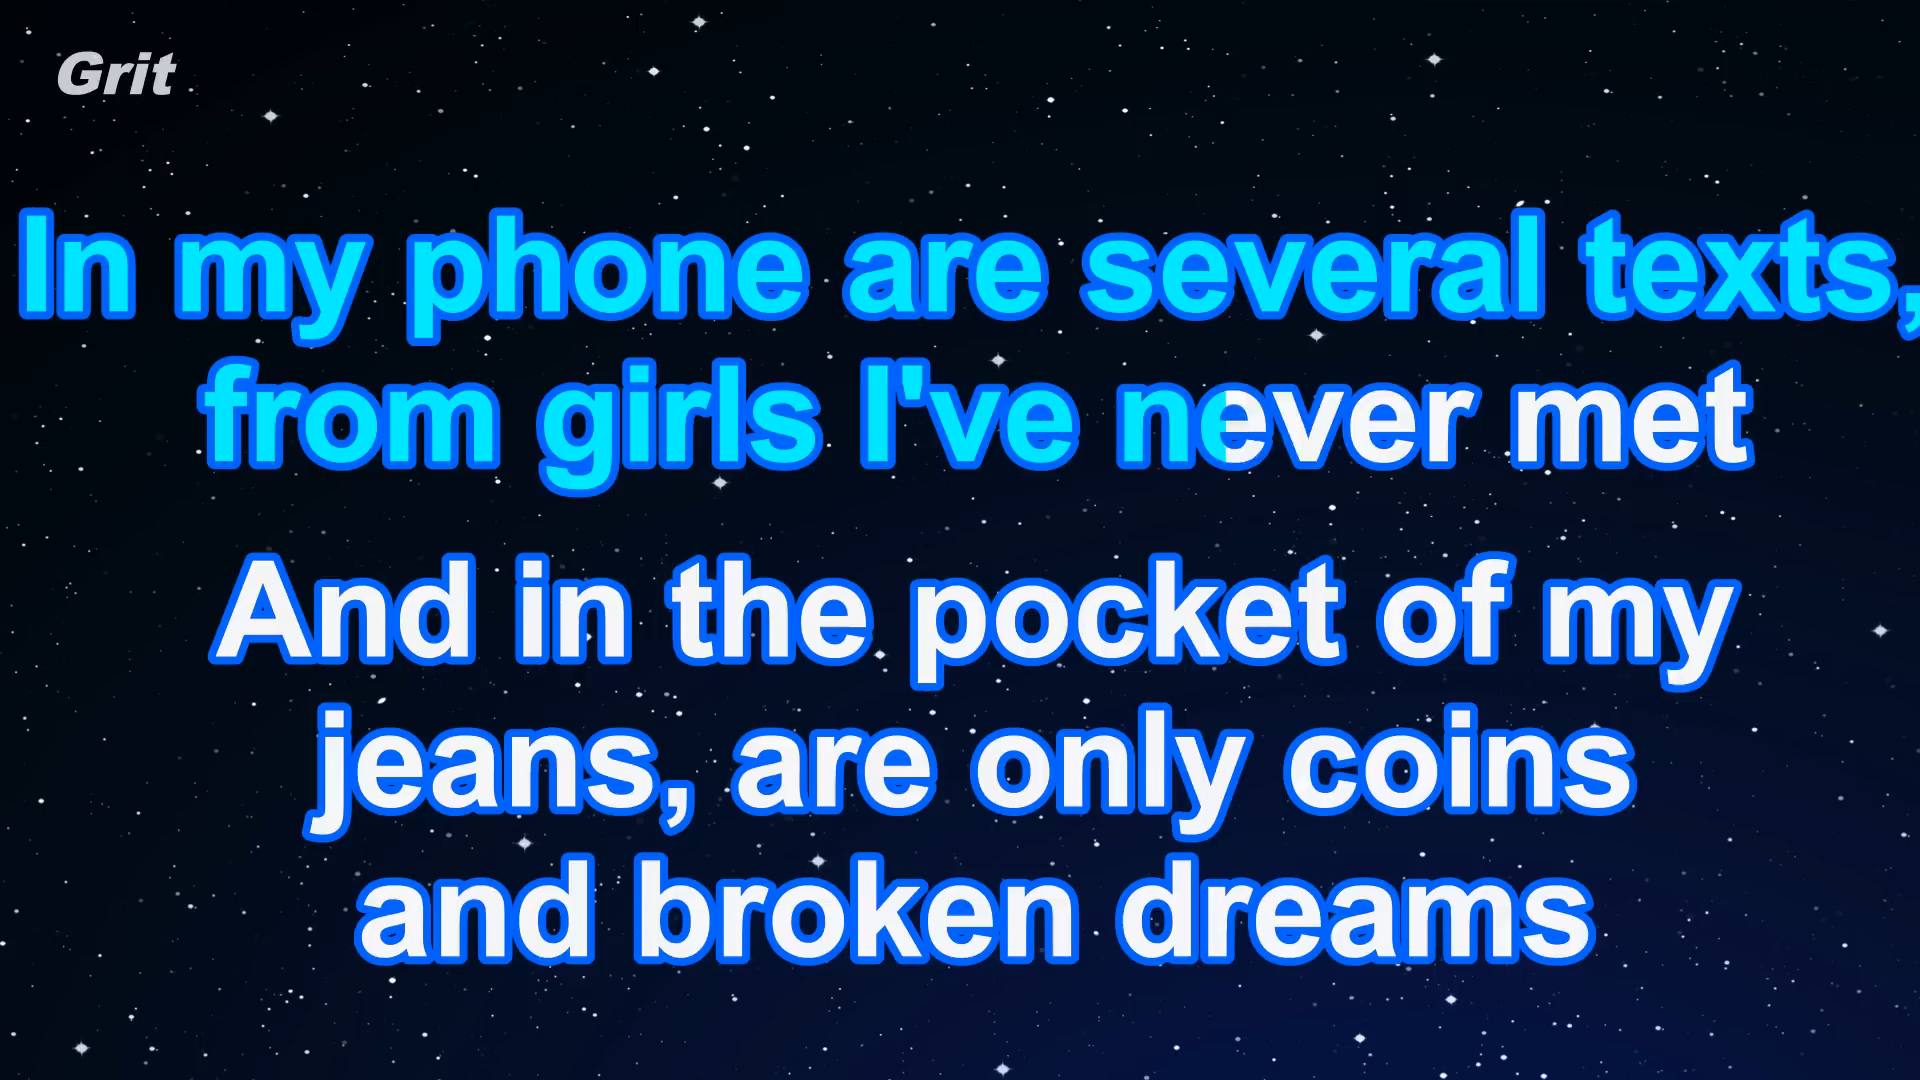 Grit
In my phone are several texts,
from girls I've never met
And in the pocket of my
jeans, are only coins
and broken dreams